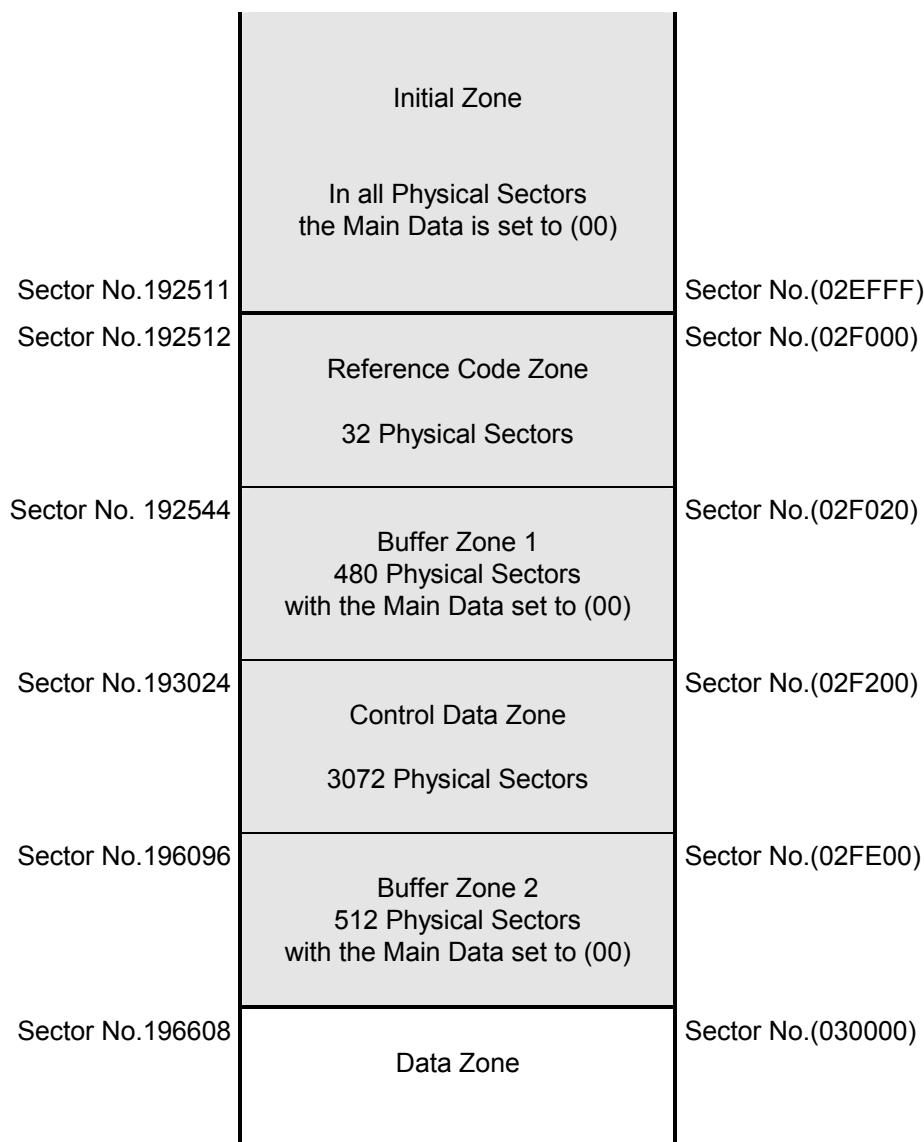 Initial Zone
In all Physical Sectors
the Main Data is set to (00)
Sector No.192511
Sector No.(02EFFF)
Sector No.192512
Sector No.(02F000)
Reference Code Zone
32 Physical Sectors
Sector No. 192544
Sector No.(02F020)
Buffer Zone 1
480 Physical Sectors
with the Main Data set to (00)
Sector No.193024
Sector No.(02F200)
Control Data Zone
3072 Physical Sectors
Sector No.196096
Sector No.(02FE00)
Buffer Zone 2
512 Physical Sectors
with the Main Data set to (00)
Sector No.196608
Sector No.(030000)
Data Zone